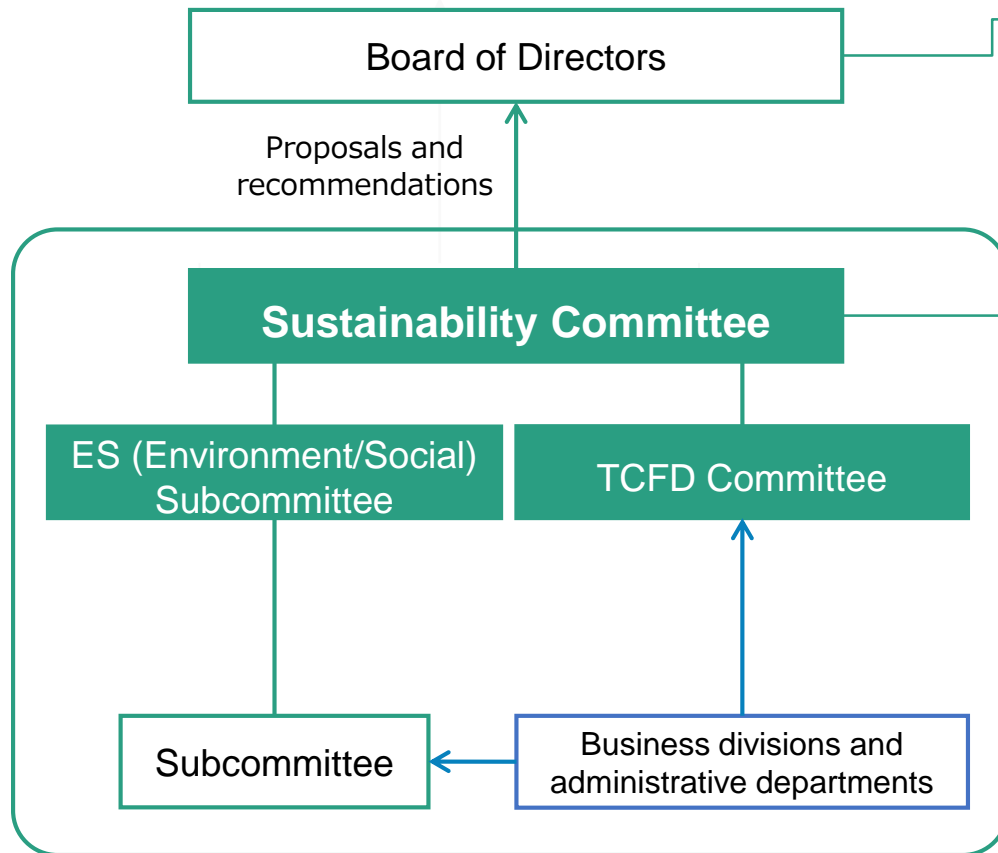 Board of Directors
Proposals and
recommendations
Sustainability Committee
ES (Environment/Social)
Subcommittee
TCFD Committee
Subcommittee
Business divisions and
administrative departments